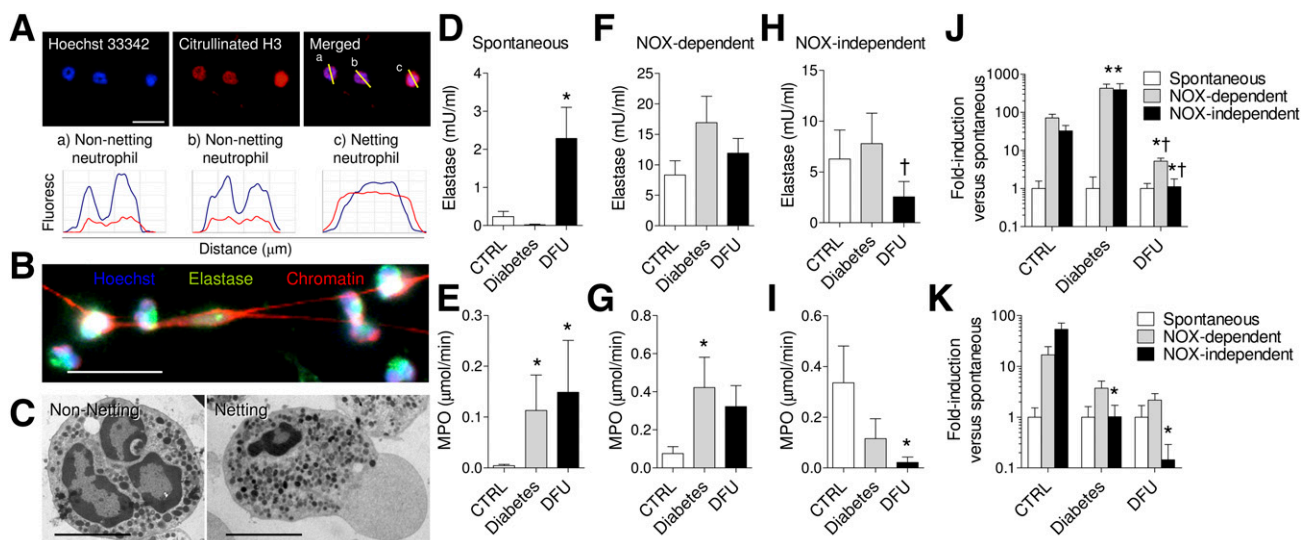 A
Hoechst 33342
Citrullinated H3
Merged
a
b
c
a) Non-netting
neutrophil
b) Non-netting
neutrophil
c) Netting
neutrophil
Fluoresc
Distance (μm)
B
Hoechst
Elastase
Chromatin
C
Non-Netting
Netting
D
Spontaneous
Elastase (mU/ml)
4
3
2
1
0
*
CTRL
Diabetes
DFU
E
MPO (μmol/min)
0.3
0.2
0.1
0.0
*
*
CTRL
Diabetes
DFU
F
NOX-dependent
Elastase (mU/ml)
25
20
15
10
5
0
CTRL
Diabetes
DFU
G
MPO (μmol/min)
0.8
0.6
0.4
0.2
0.0
*
CTRL
Diabetes
DFU
H
NOX-independent
Elastase (mU/ml)
15
10
5
0
†
CTRL
Diabetes
DFU
I
MPO (μmol/min)
0.6
0.4
0.2
0.0
*
CTRL
Diabetes
DFU
J
Fold-induction
versus spontaneous
1000
100
10
1
0.1
**
*†
*†
CTRL
Diabetes
DFU
Spontaneous
NOX-dependent
NOX-independent
K
Fold-induction
versus spontaneous
100
10
1
0.1
*
*
CTRL
Diabetes
DFU
Spontaneous
NOX-dependent
NOX-independent